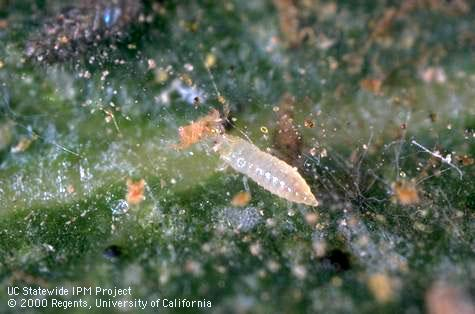 UC Statewide IPM Project
© 2000 Regents, University of California